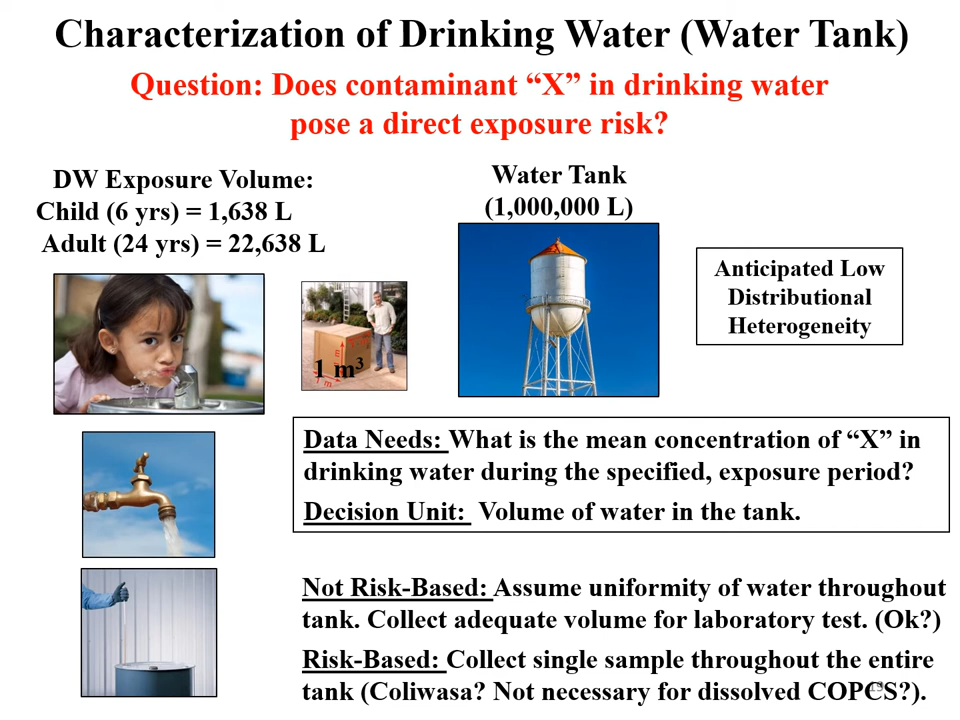 Characterization of Drinking Water (Water Tank)
Question: Does contaminant “X” in drinking water
pose a direct exposure risk?
DW Exposure Volume:
Child (6 yrs) = 1,638 L
Adult (24 yrs) = 22,638 L
Water Tank
(1,000,000 L)
Anticipated Low
Distributional
Heterogeneity
1 m³
Data Needs: What is the mean concentration of “X” in
drinking water during the specified, exposure period?
Decision Unit: Volume of water in the tank.
Not Risk-Based: Assume uniformity of water throughout
tank. Collect adequate volume for laboratory test. (Ok?)
Risk-Based: Collect single sample throughout the entire
tank (Coliwasa? Not necessary for dissolved COPCS?).
19